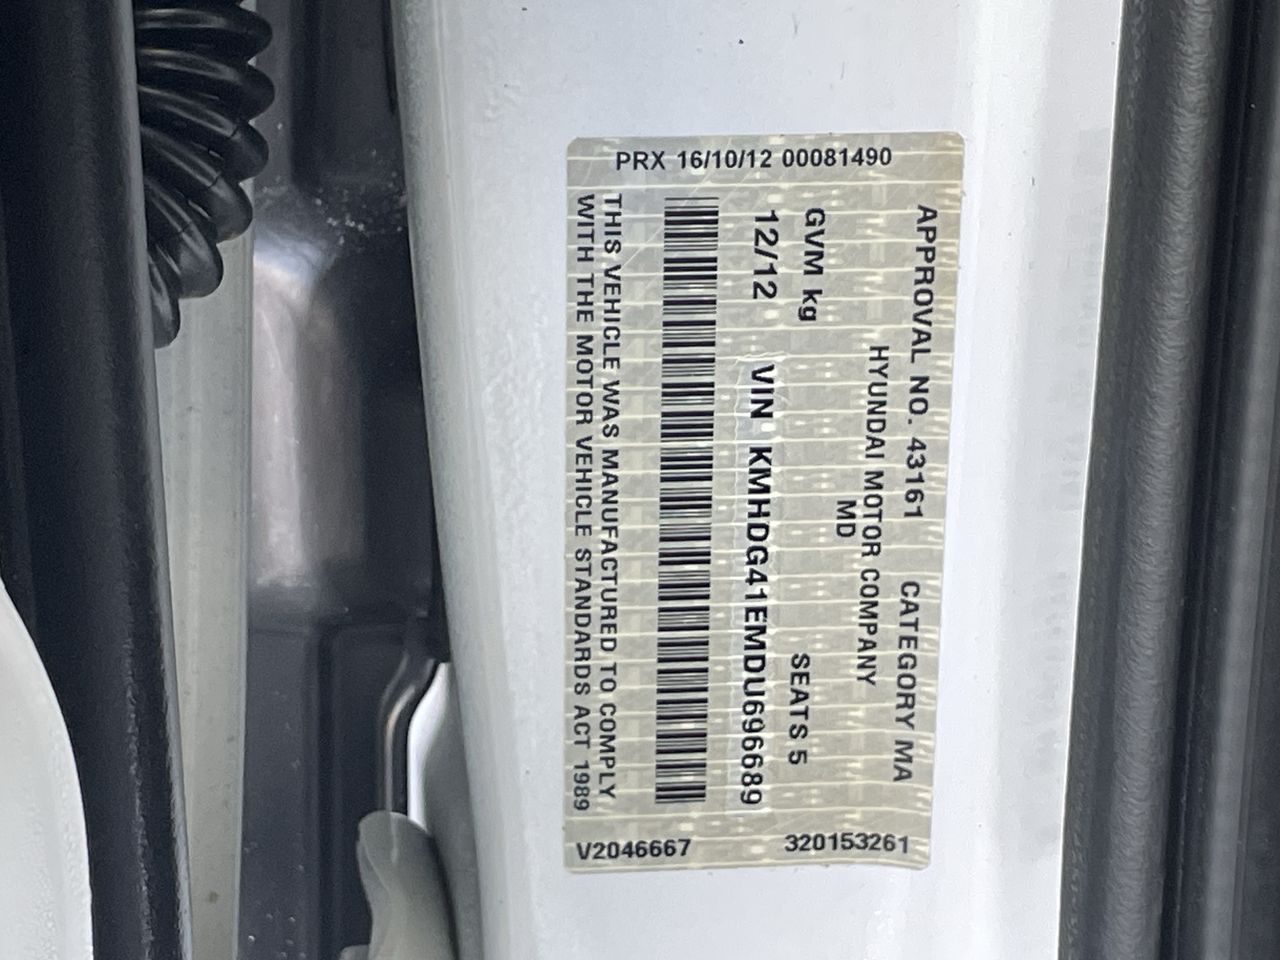 PRX 16/10/12 00081490
APPROVAL NO. 43161 CATEGORY MA
HYUNDAI MOTOR COMPANY
MD
GVM kg SEATS 5
12/12 VIN KMHDG41EMDU696689
THIS VEHICLE WAS MANUFACTURED TO COMPLY
WITH THE MOTOR VEHICLE STANDARDS ACT 1989
V2046667 320153261